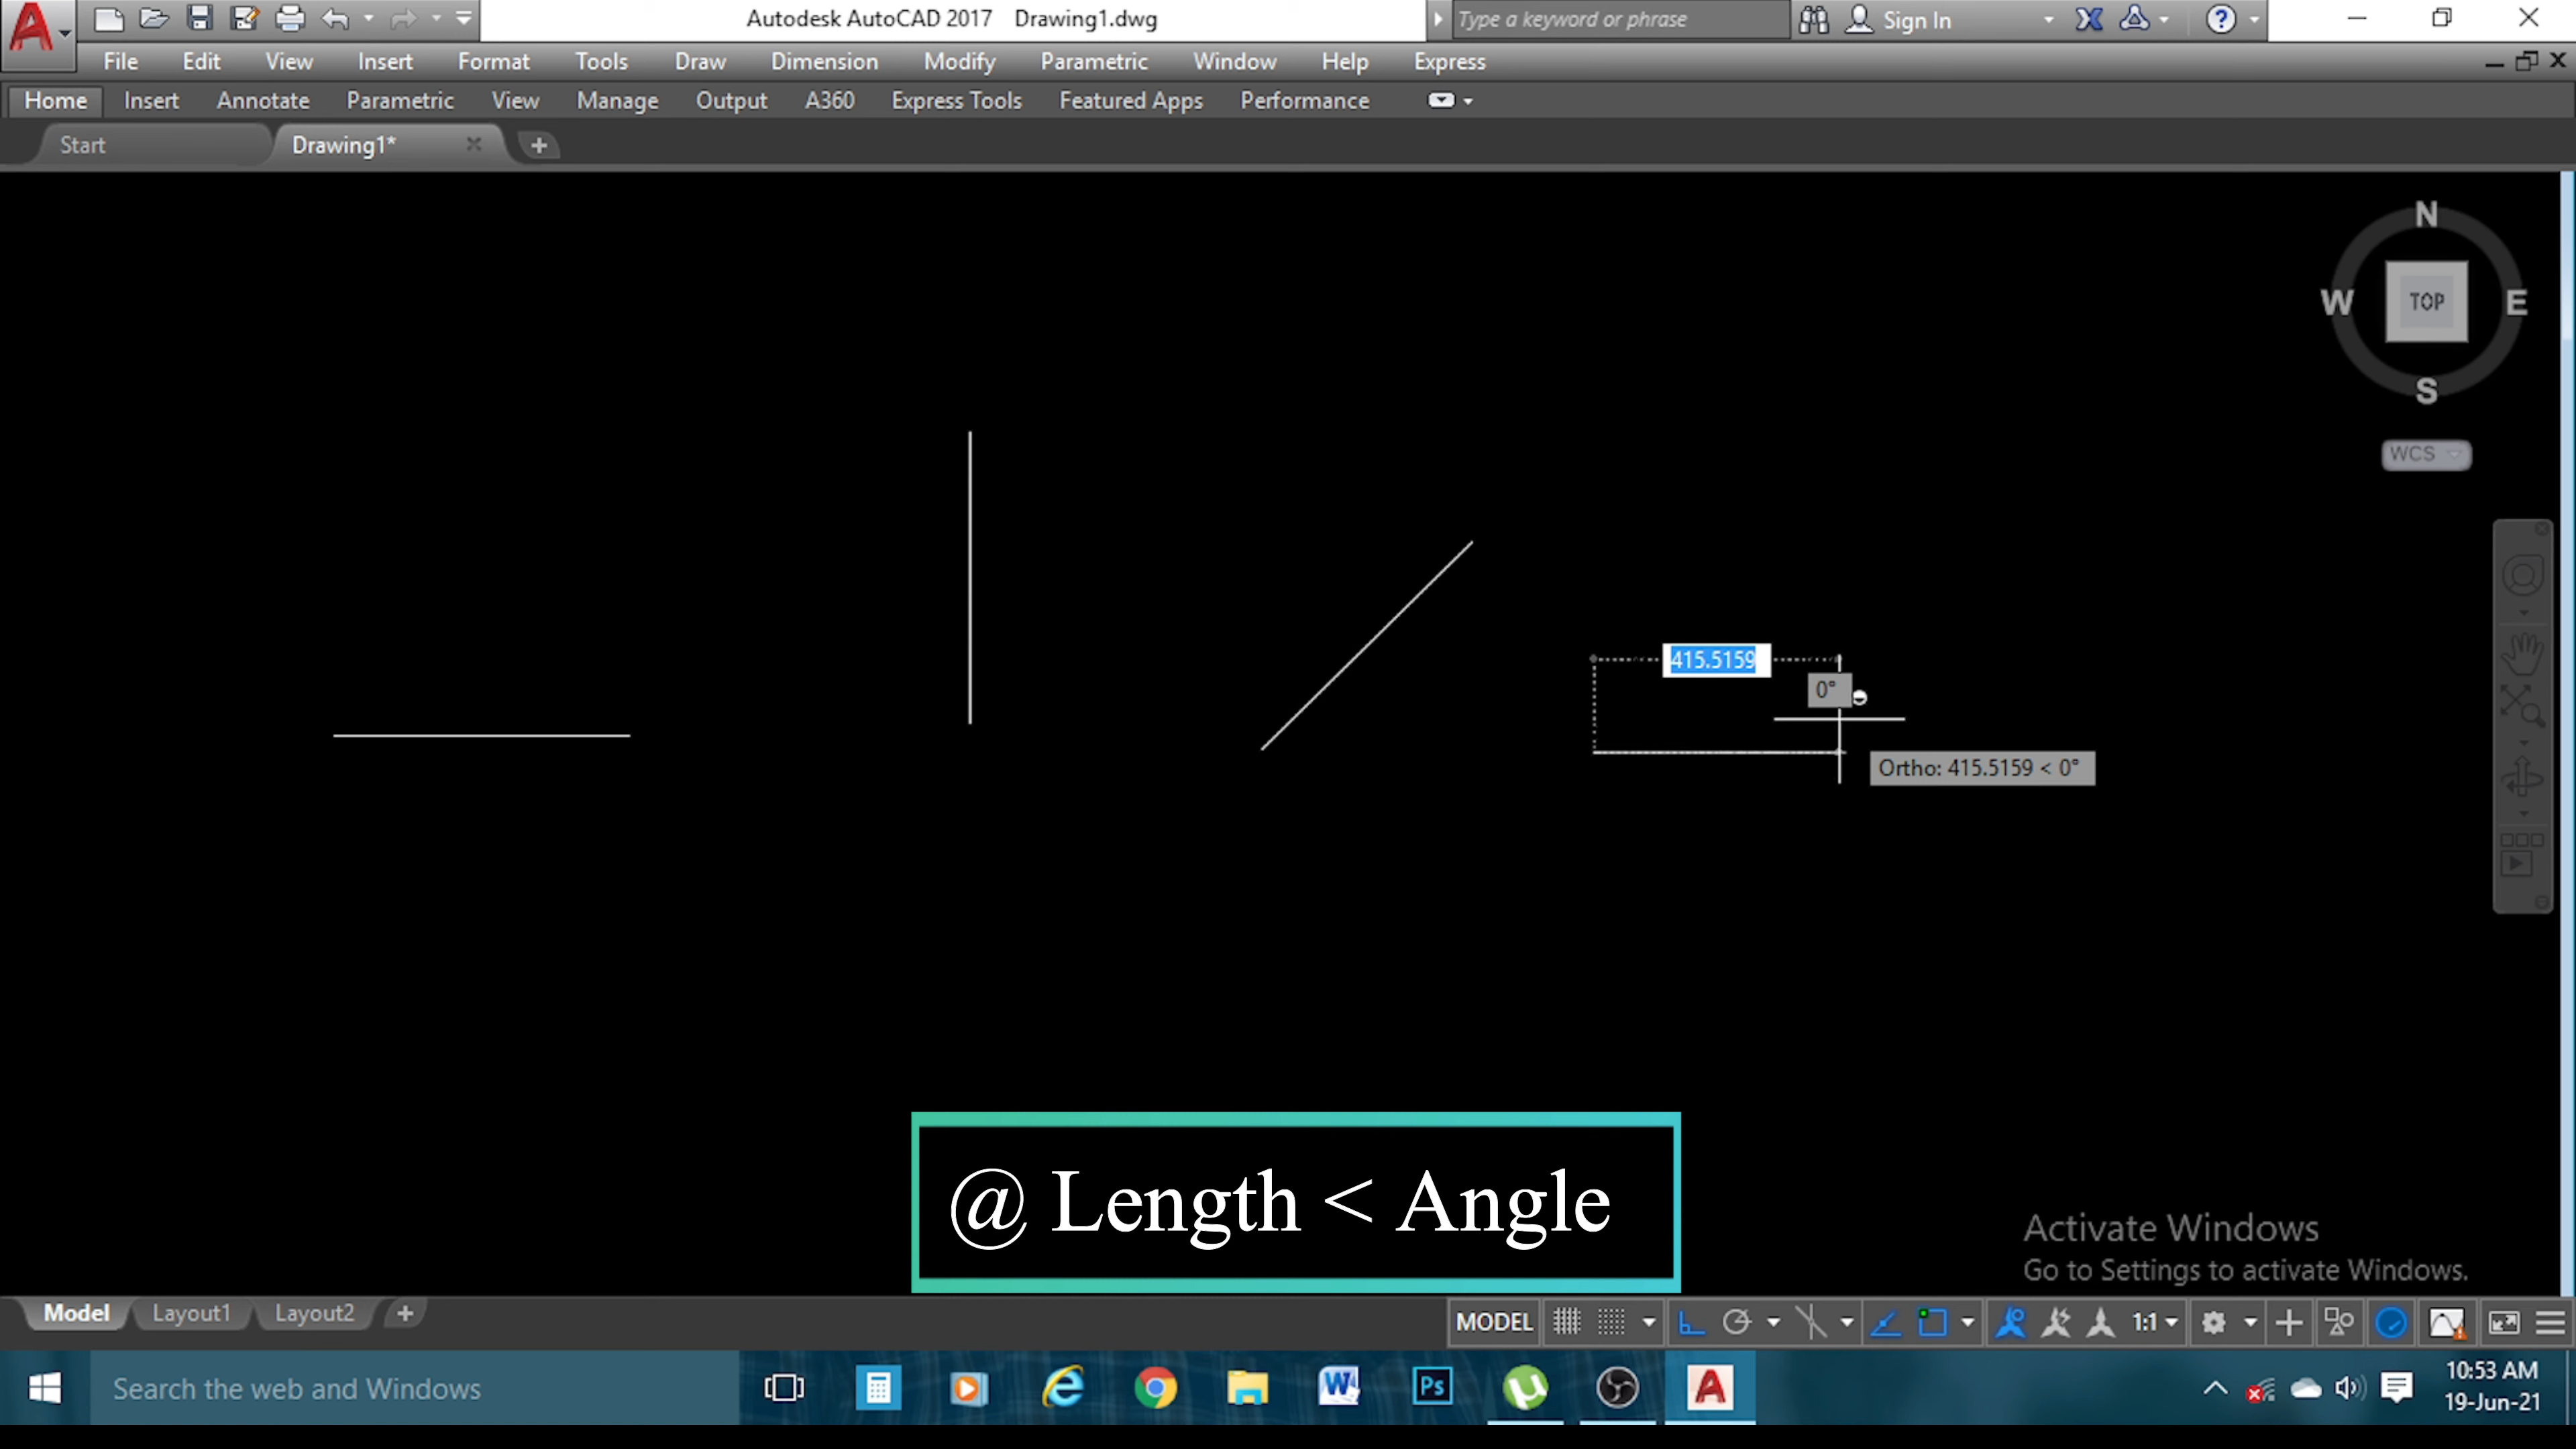 Autodesk AutoCAD 2017 Drawing1.dwg
Type a keyword or phrase
Sign In
File Edit View Insert Format Tools Draw Dimension Modify Parametric Window Help Express
Home Insert Annotate Parametric View Manage Output A360 Express Tools Featured Apps Performance
Start Drawing1*
N
W TOP E
S
WCS
415.5159
0°
Ortho: 415.5159 < 0°
@ Length < Angle
Activate Windows
Go to Settings to activate Windows.
Model Layout1 Layout2
MODEL 1:1
Search the web and Windows
W
Ps
10:53 AM
19-Jun-21